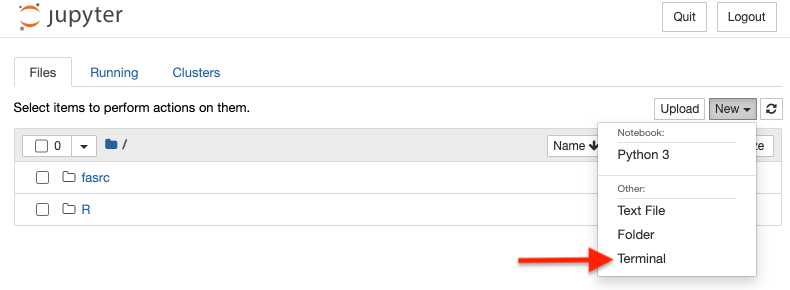 jupyter
Quit
Logout
Files
Running
Clusters
Select items to perform actions on them.
Upload
New
0
/
Name
ze
Notebook:
Python 3
Other:
Text File
Folder
Terminal
fasrc
R